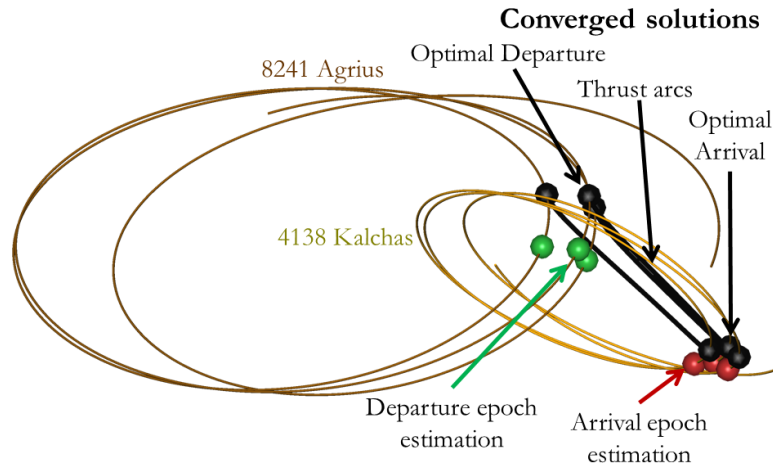 Converged solutions
Optimal Departure
8241 Agrius
Thrust arcs
Optimal
Arrival
4138 Kalchas
Departure epoch
estimation
Arrival epoch
estimation